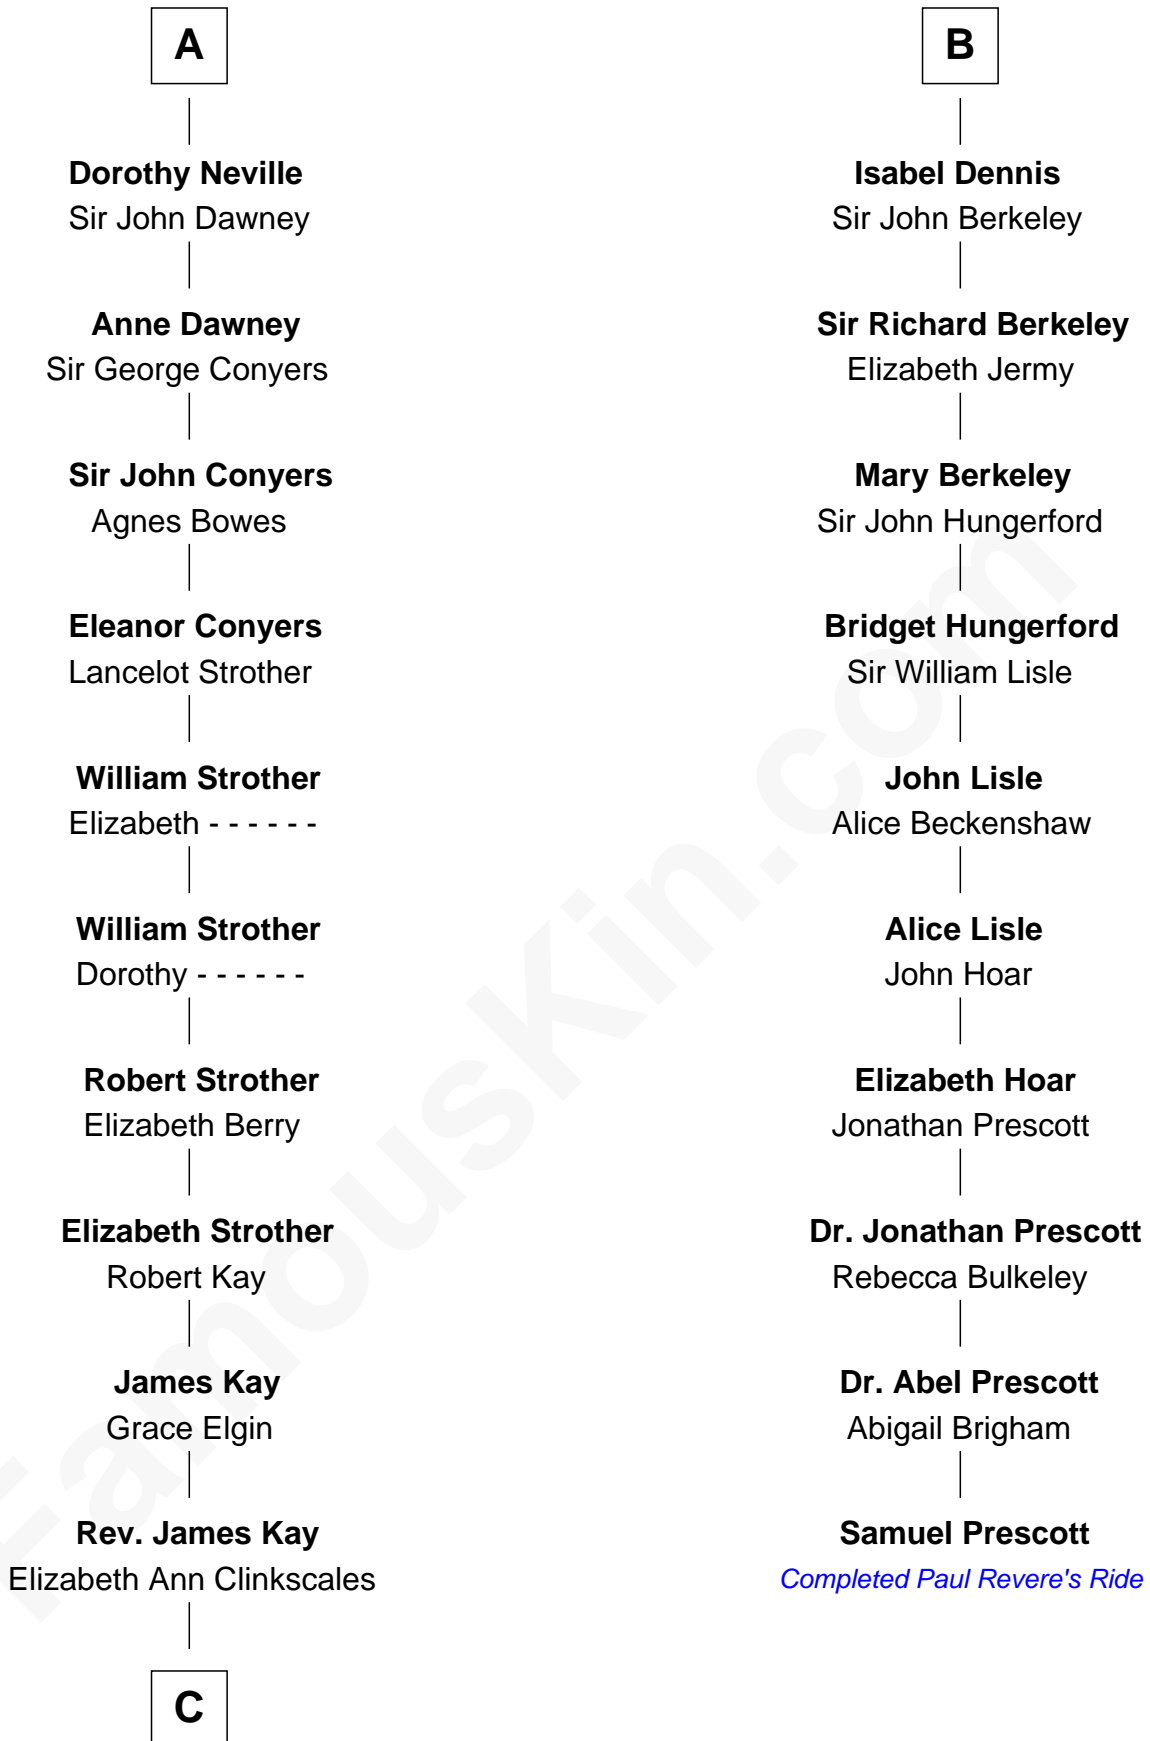 A
Dorothy Neville
Sir John Dawney
Anne Dawney
Sir George Conyers
Sir John Conyers
Agnes Bowes
Eleanor Conyers
Lancelot Strother
William Strother
Elizabeth - - - - - -
William Strother
Dorothy - - - - - -
Robert Strother
Elizabeth Berry
Elizabeth Strother
Robert Kay
James Kay
Grace Elgin
Rev. James Kay
Elizabeth Ann Clinkscales
C
B
Isabel Dennis
Sir John Berkeley
Sir Richard Berkeley
Elizabeth Jermy
Mary Berkeley
Sir John Hungerford
Bridget Hungerford
Sir William Lisle
John Lisle
Alice Beckenshaw
Alice Lisle
John Hoar
Elizabeth Hoar
Jonathan Prescott
Dr. Jonathan Prescott
Rebecca Bulkeley
Dr. Abel Prescott
Abigail Brigham
Samuel Prescott
Completed Paul Revere's Ride
FamousKin.com